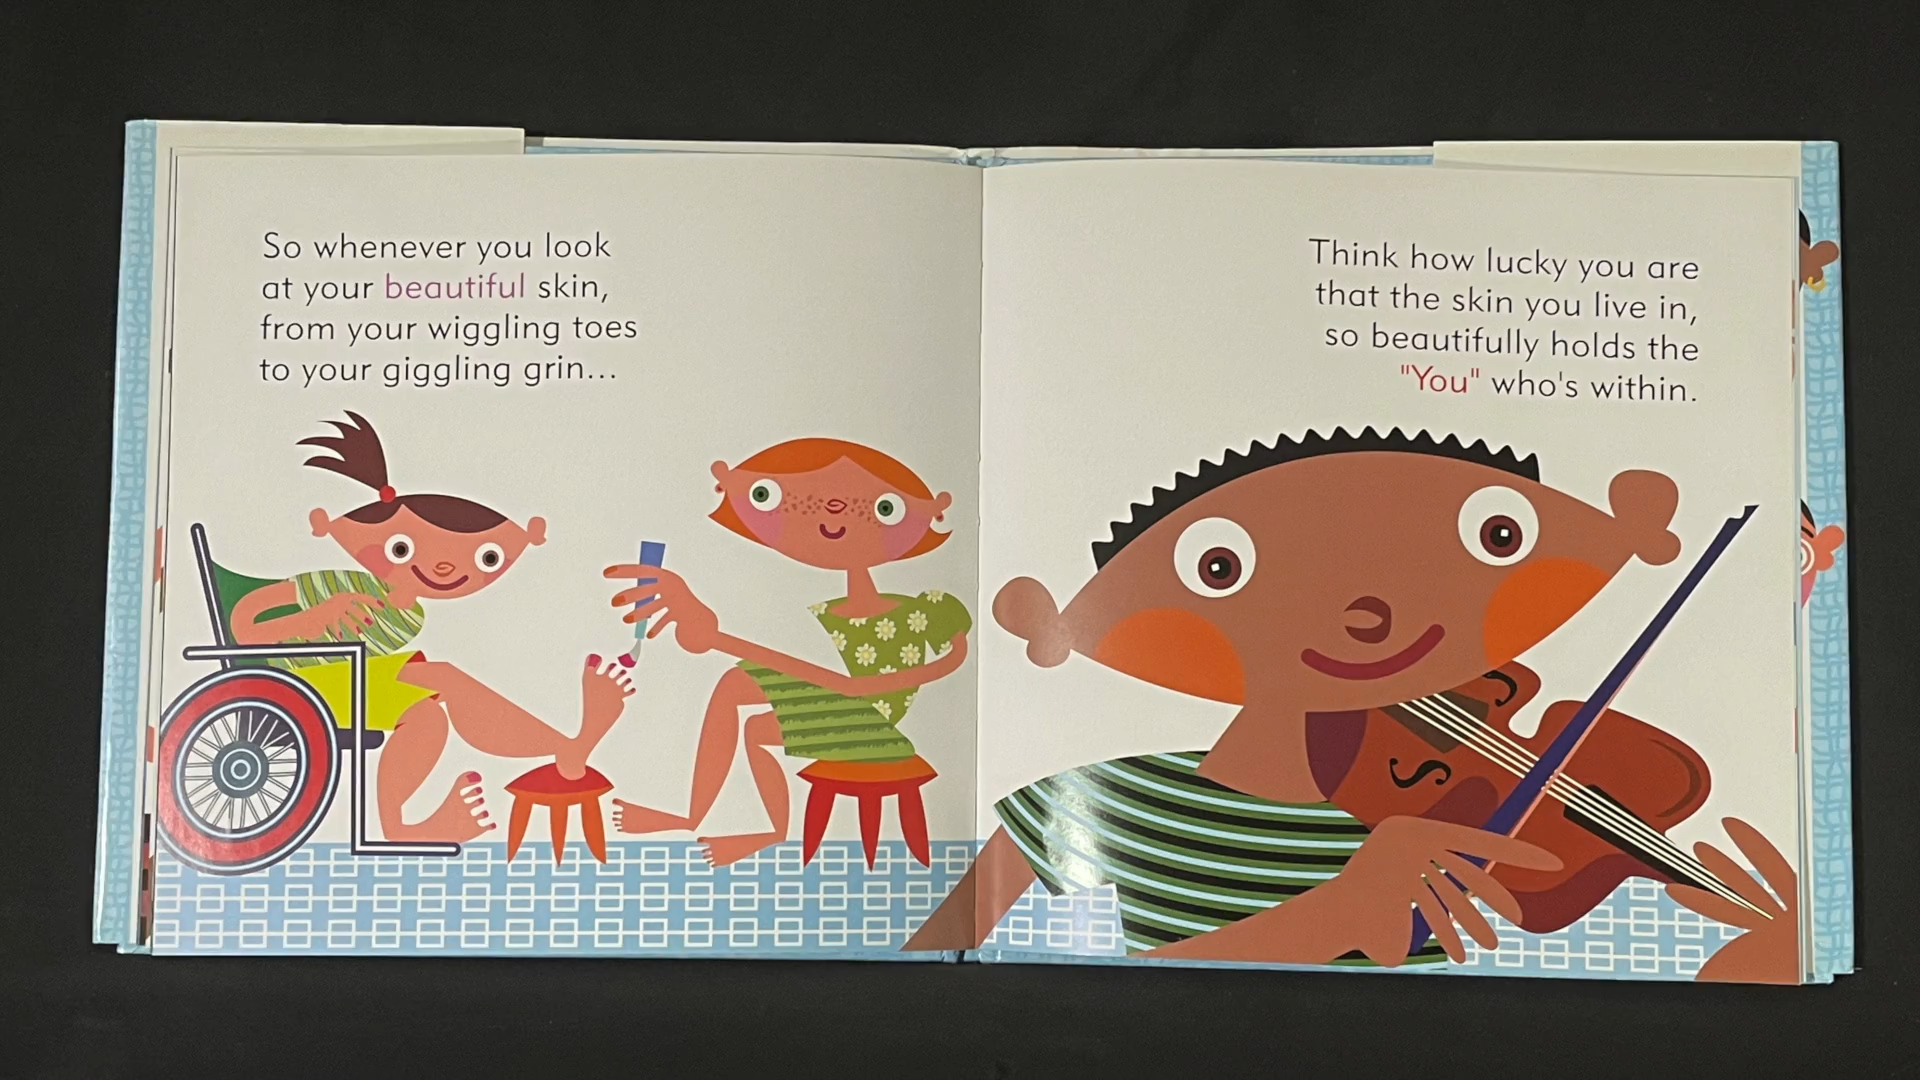 So whenever you look
at your beautiful skin,
from your wiggling toes
to your giggling grin...
Think how lucky you are
that the skin you live in,
so beautifully holds the
"You" who's within.